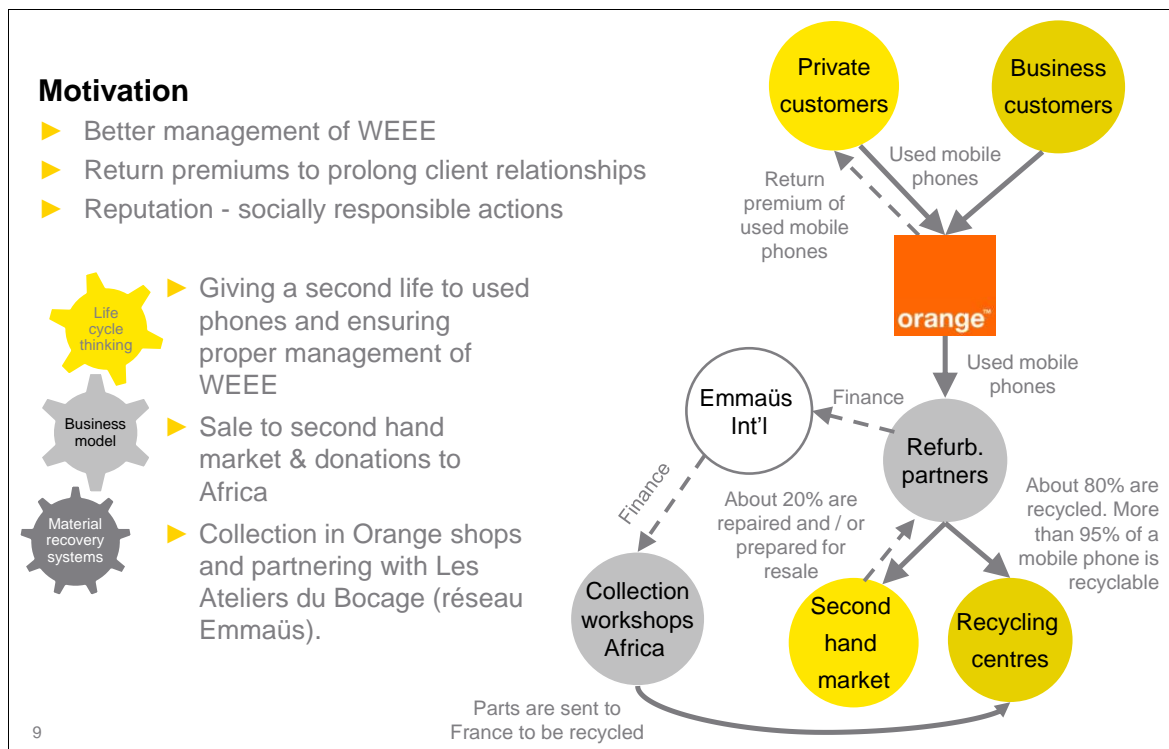 Motivation
► Better management of WEEE
► Return premiums to prolong client relationships
► Reputation - socially responsible actions
Life
cycle
thinking
► Giving a second life to used
phones and ensuring
proper management of
WEEE
Business
model
► Sale to second hand
market & donations to
Africa
Material
recovery
systems
► Collection in Orange shops
and partnering with Les
Ateliers du Bocage (réseau
Emmaüs).
Private
customers
Business
customers
Used mobile
phones
Return
premium of
used mobile
phones
orange™
Used mobile
phones
Emmaüs
Int'l
Finance
Refurb.
partners
Finance
About 20% are
repaired and / or
prepared for
resale
About 80% are
recycled. More
than 95% of a
mobile phone is
recyclable
Collection
workshops
Africa
Second
hand
market
Recycling
centres
Parts are sent to
France to be recycled
9